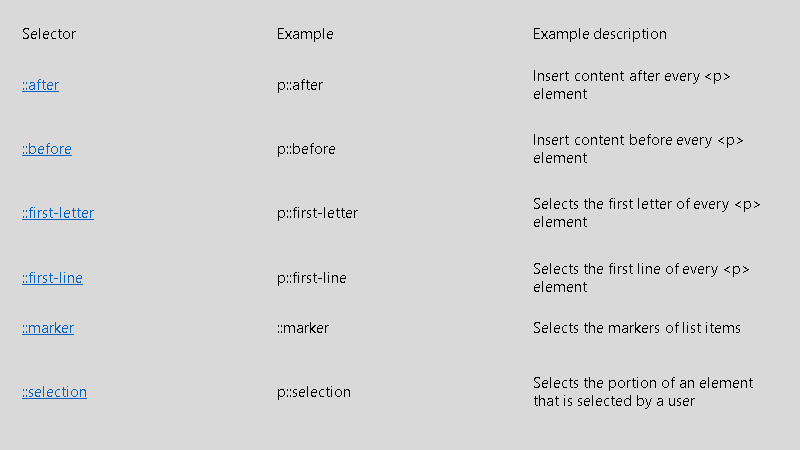 Selector Example Example description
::after p::after Insert content after every <p>
element
::before p::before Insert content before every <p>
element
::first-letter p::first-letter Selects the first letter of every <p>
element
::first-line p::first-line Selects the first line of every <p>
element
::marker ::marker Selects the markers of list items
::selection p::selection Selects the portion of an element
that is selected by a user